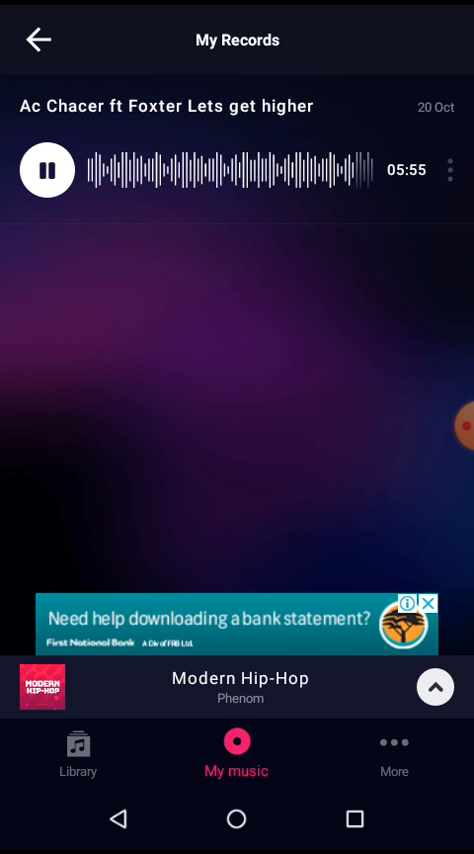 My Records
Ac Chacer ft Foxter Lets get higher
20 Oct
05:55
Need help downloading a bank statement?
First National Bank A Div of FRB Ltd.
MODERN
HIP-HOP
Modern Hip-Hop
Phenom
Library
My music
More